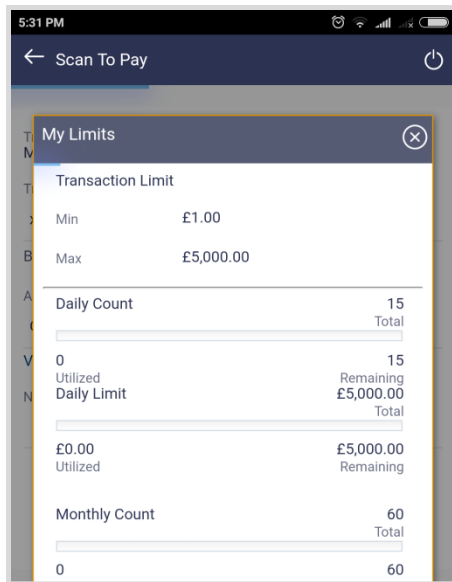 5:31 PM
Scan To Pay
My Limits
Transaction Limit
Min £1.00
Max £5,000.00
Daily Count 15
Total
0 15
Utilized Remaining
Daily Limit £5,000.00
Total
£0.00 £5,000.00
Utilized Remaining
Monthly Count 60
Total
0 60